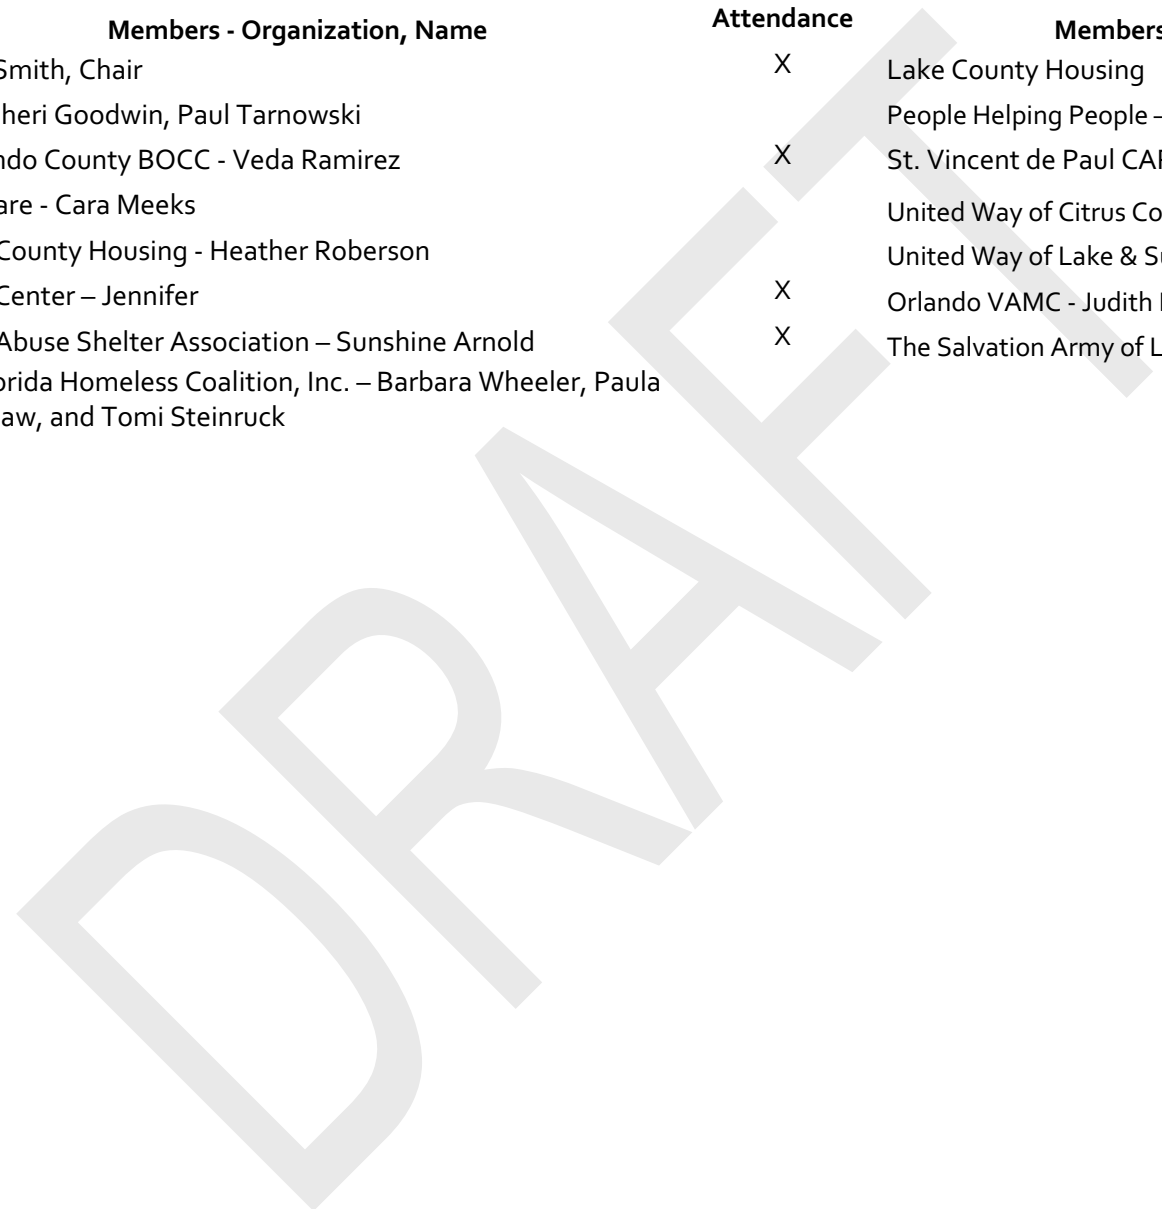 Members - Organization, Name Attendance Members
Smith, Chair X Lake County Housing
heri Goodwin, Paul Tarnowski People Helping People –
ndo County BOCC - Veda Ramirez X St. Vincent de Paul CA
are - Cara Meeks United Way of Citrus Co
County Housing - Heather Roberson United Way of Lake & Su
Center – Jennifer X Orlando VAMC - Judith
Abuse Shelter Association – Sunshine Arnold X The Salvation Army of L
orida Homeless Coalition, Inc. – Barbara Wheeler, Paula
aw, and Tomi Steinruck
DRAFT